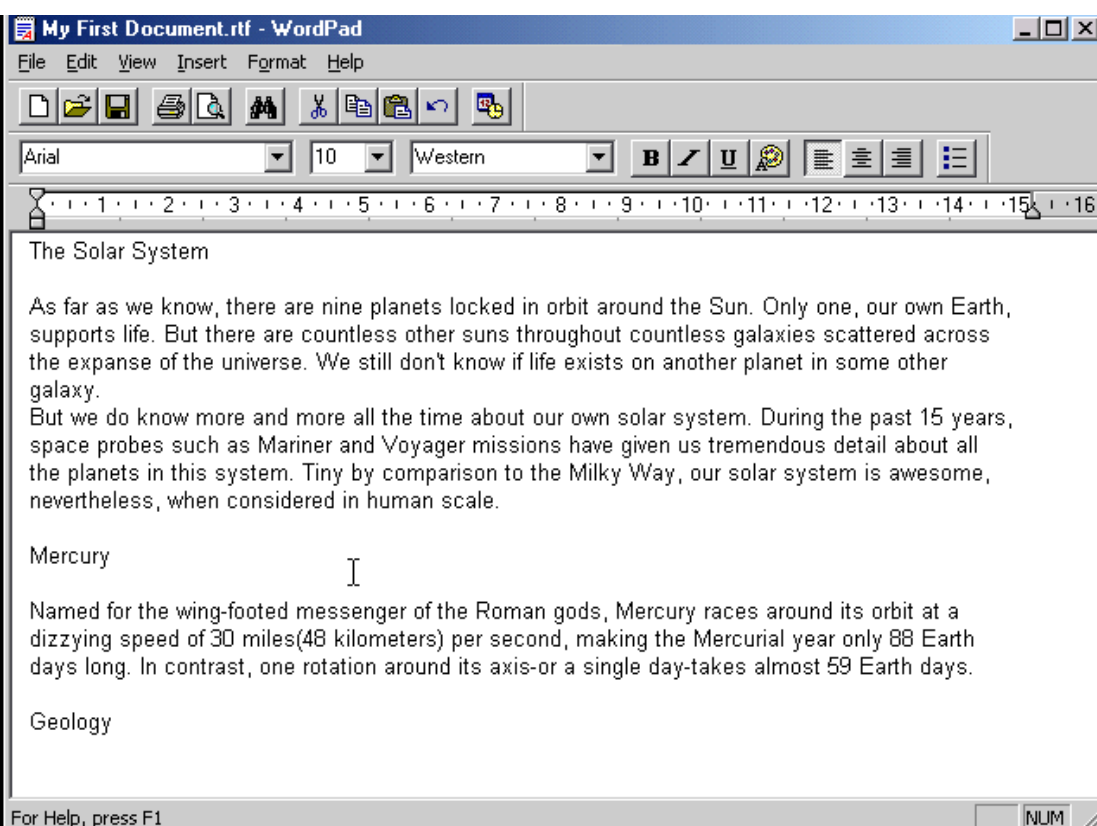 My First Document.rtf - WordPad
File Edit View Insert Format Help
Arial 10 Western B / U
1 2 3 4 5 6 7 8 9 10 11 12 13 14 15 16
The Solar System
As far as we know, there are nine planets locked in orbit around the Sun. Only one, our own Earth,
supports life. But there are countless other suns throughout countless galaxies scattered across
the expanse of the universe. We still don't know if life exists on another planet in some other
galaxy.
But we do know more and more all the time about our own solar system. During the past 15 years,
space probes such as Mariner and Voyager missions have given us tremendous detail about all
the planets in this system. Tiny by comparison to the Milky Way, our solar system is awesome,
nevertheless, when considered in human scale.
Mercury
Named for the wing-footed messenger of the Roman gods, Mercury races around its orbit at a
dizzying speed of 30 miles(48 kilometers) per second, making the Mercurial year only 88 Earth
days long. In contrast, one rotation around its axis-or a single day-takes almost 59 Earth days.
Geology
For Help, press F1 NUM